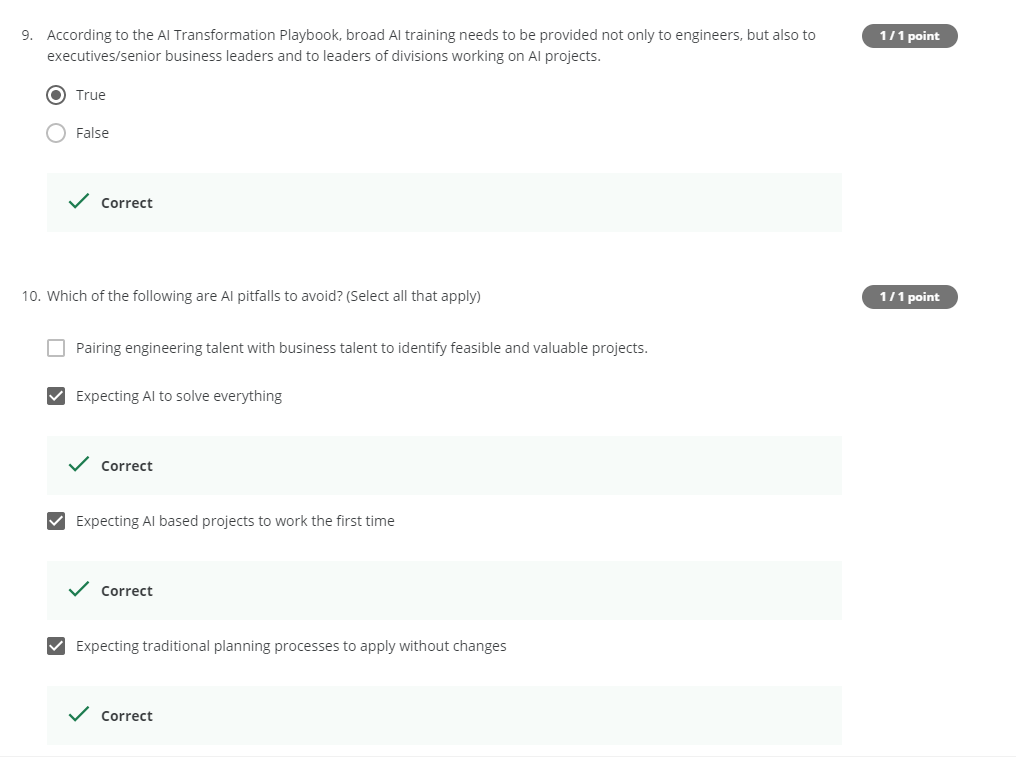 9. According to the AI Transformation Playbook, broad AI training needs to be provided not only to engineers, but also to
executives/senior business leaders and to leaders of divisions working on AI projects.
1 / 1 point
True
False
Correct
10. Which of the following are AI pitfalls to avoid? (Select all that apply)
1 / 1 point
Pairing engineering talent with business talent to identify feasible and valuable projects.
Expecting AI to solve everything
Correct
Expecting AI based projects to work the first time
Correct
Expecting traditional planning processes to apply without changes
Correct